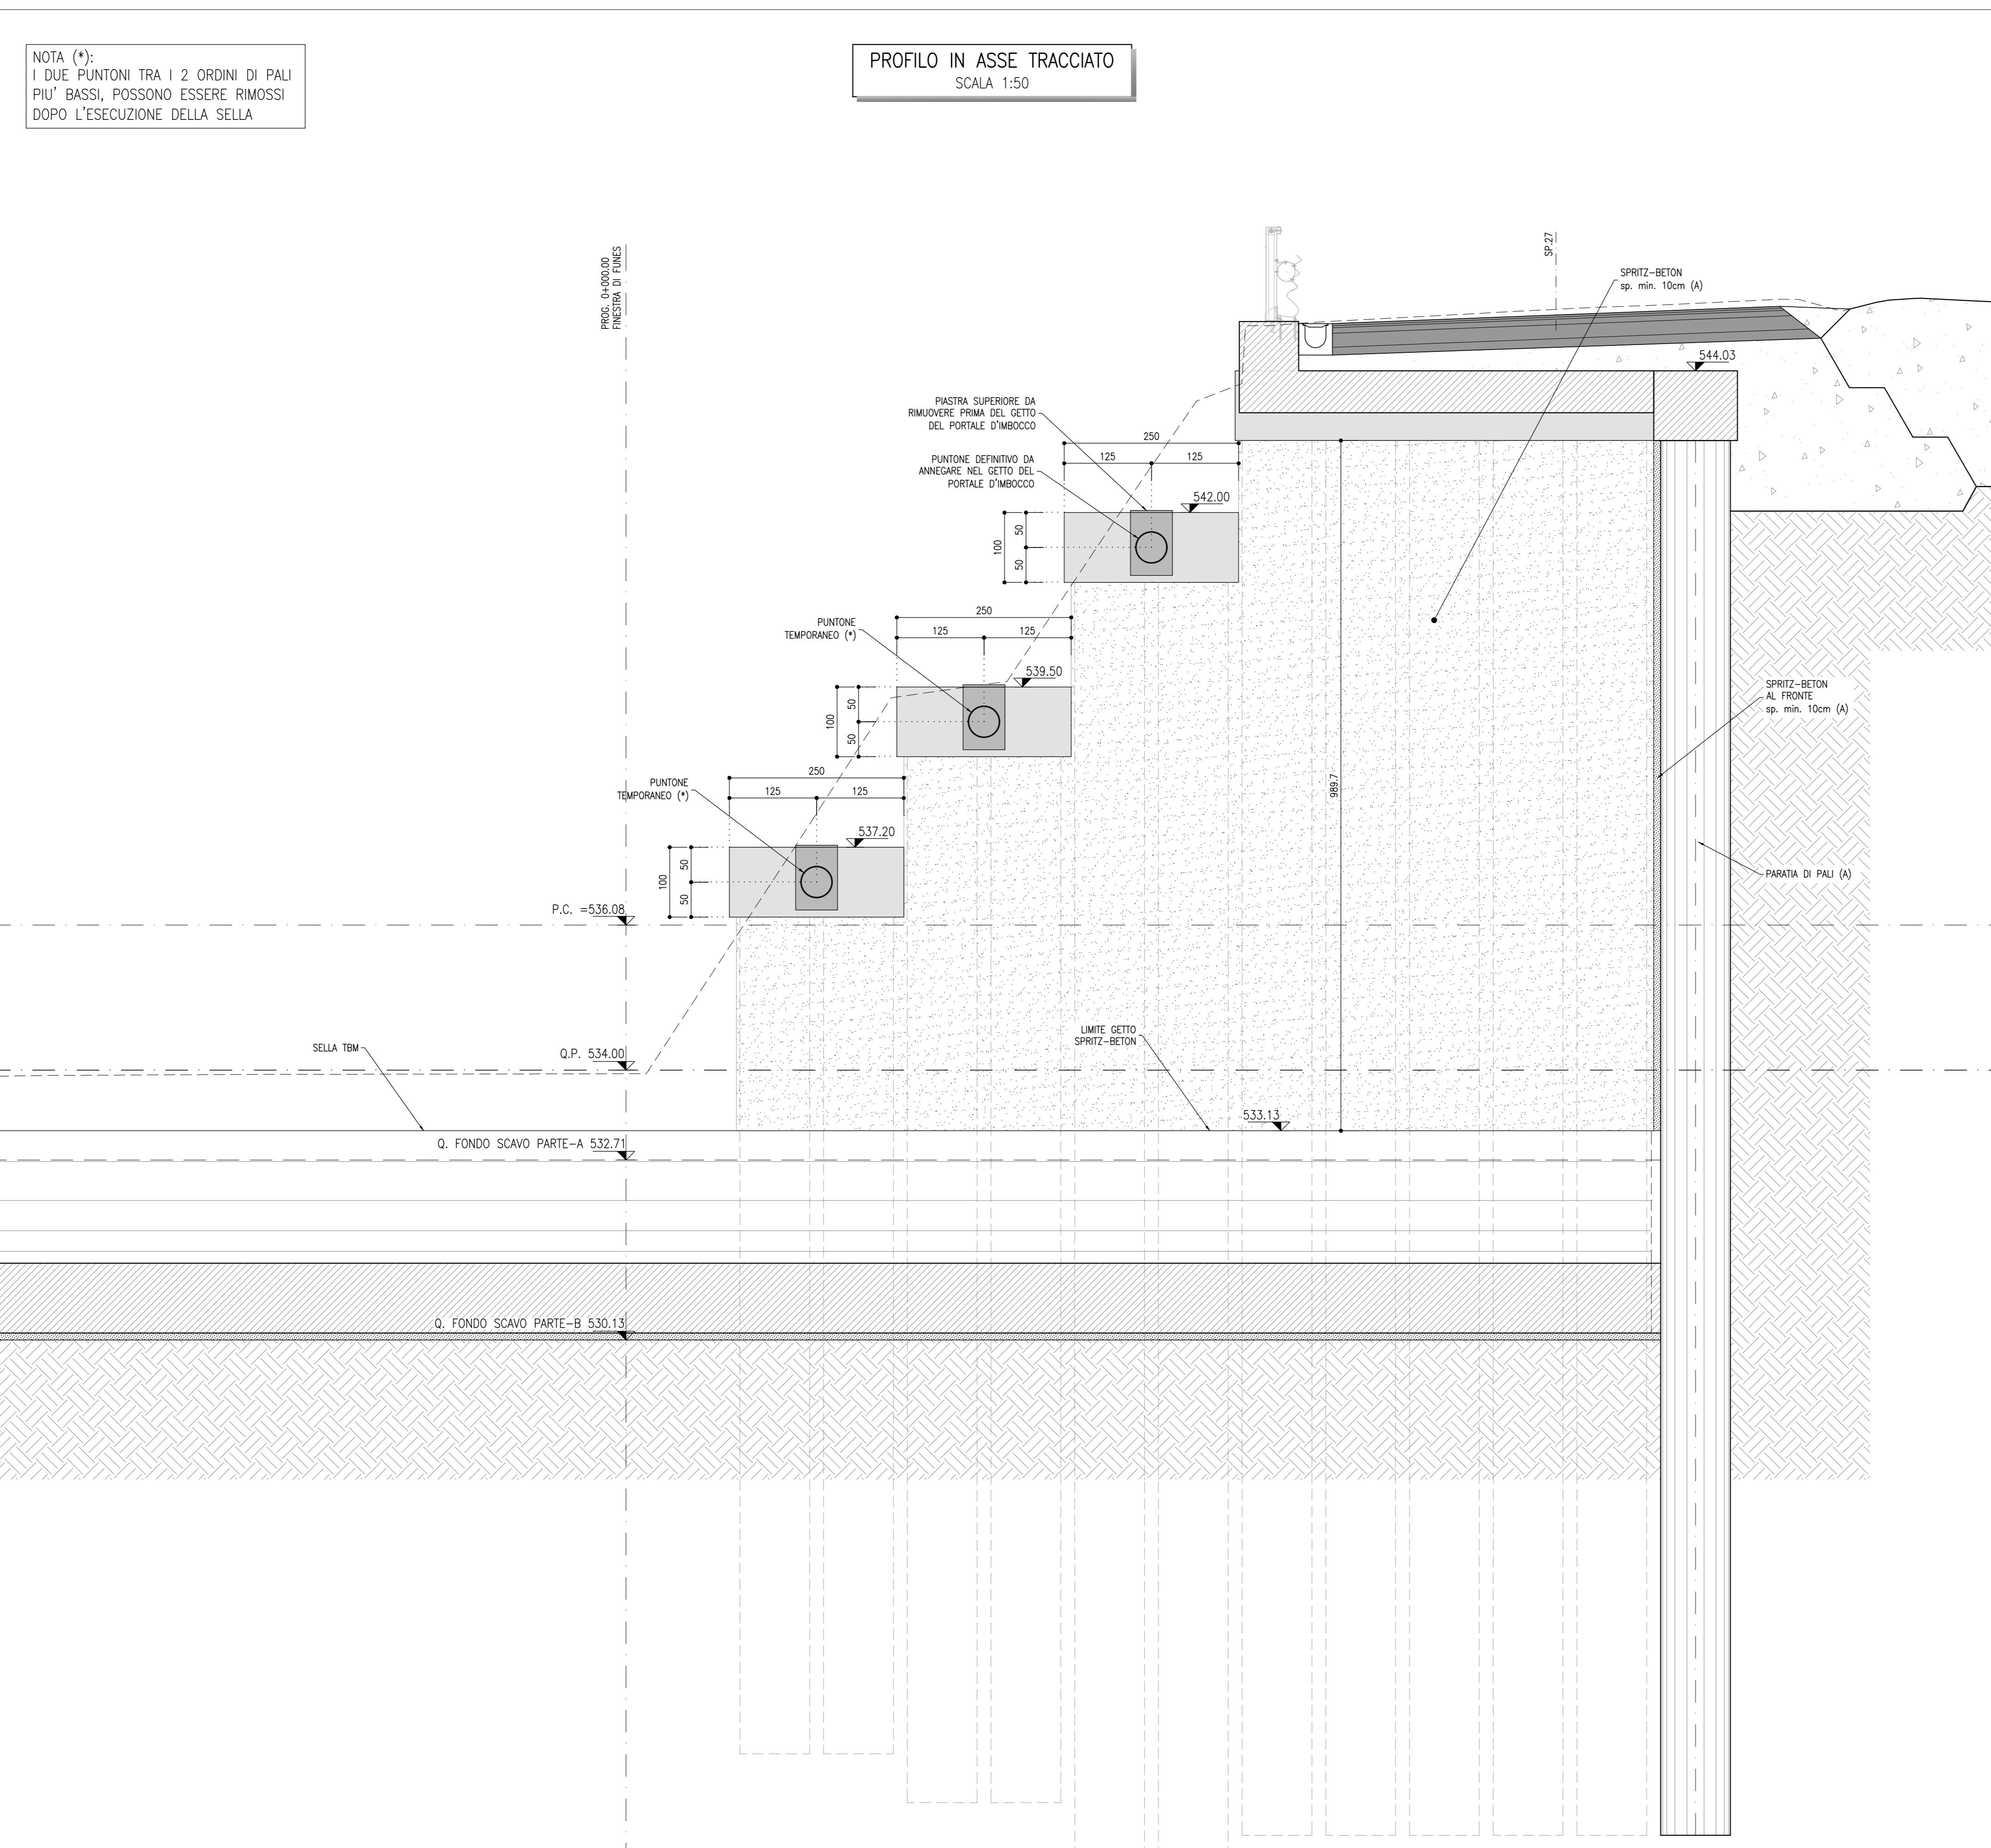 NOTA (*):
I DUE PUNTONI TRA I 2 ORDINI DI PALI
PIU' BASSI, POSSONO ESSERE RIMOSSI
DOPO L'ESECUZIONE DELLA SELLA
PROFILO IN ASSE TRACCIATO
SCALA 1:50
PROG. 0+000.00
FINESTRA DI FUNES
SP.27
SPRITZ-BETON
sp. min. 10cm (A)
544.03
PIASTRA SUPERIORE DA
RIMUOVERE PRIMA DEL GETTO
DEL PORTALE D'IMBOCCO
250
125
125
PUNTONE DEFINITIVO DA
ANNEGARE NEL GETTO DEL
PORTALE D'IMBOCCO
542.00
100
50
50
250
125
125
PUNTONE
TEMPORANEO (*)
539.50
100
50
50
SPRITZ-BETON
AL FRONTE
sp. min. 10cm (A)
250
125
125
PUNTONE
TEMPORANEO (*)
989.7
537.20
100
50
50
PARATIA DI PALI (A)
P.C. =536.08
SELLA TBM
Q.P. 534.00
LIMITE GETTO
SPRITZ-BETON
533.13
Q. FONDO SCAVO PARTE-A 532.71
Q. FONDO SCAVO PARTE-B 530.13